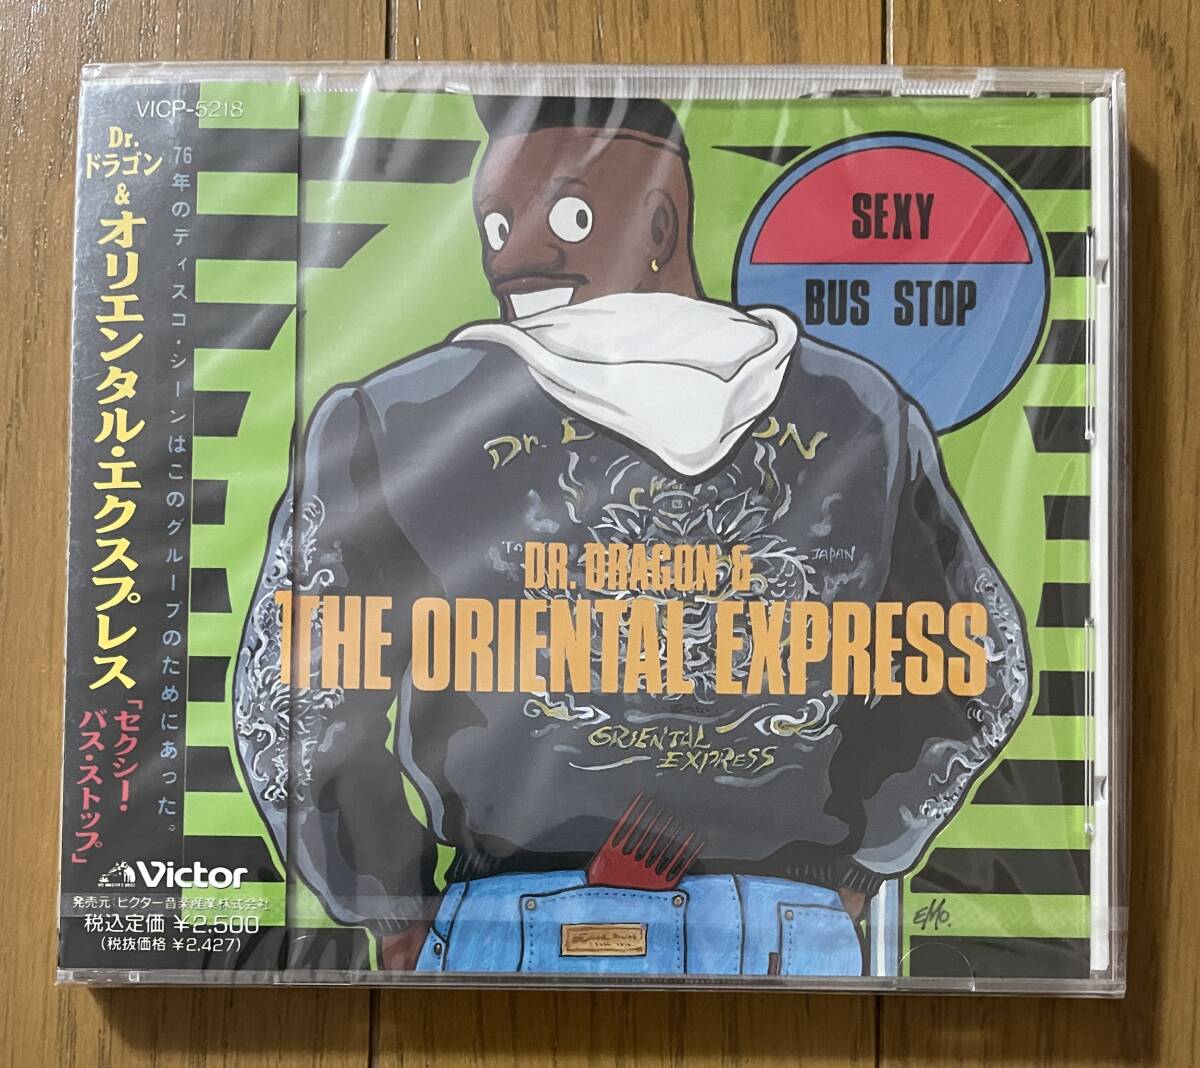 VICP-5218
Dr.
ドラゴン
&
オリエンタル・エクスプレス
「セクシー・
バス・ストップ」
76年のディスコ・シーンはこのグループのためにあった。
HIS MASTER'S VOICE
Victor
発売元:ビクター音楽産業株式会社
税込定価 ¥2,500
(税抜価格 ¥2,427)
SEXY
BUS STOP
TO
JAPAN
DR. DRAGON &
THE ORIENTAL EXPRESS
ORIENTAL
EXPRESS
EMO.